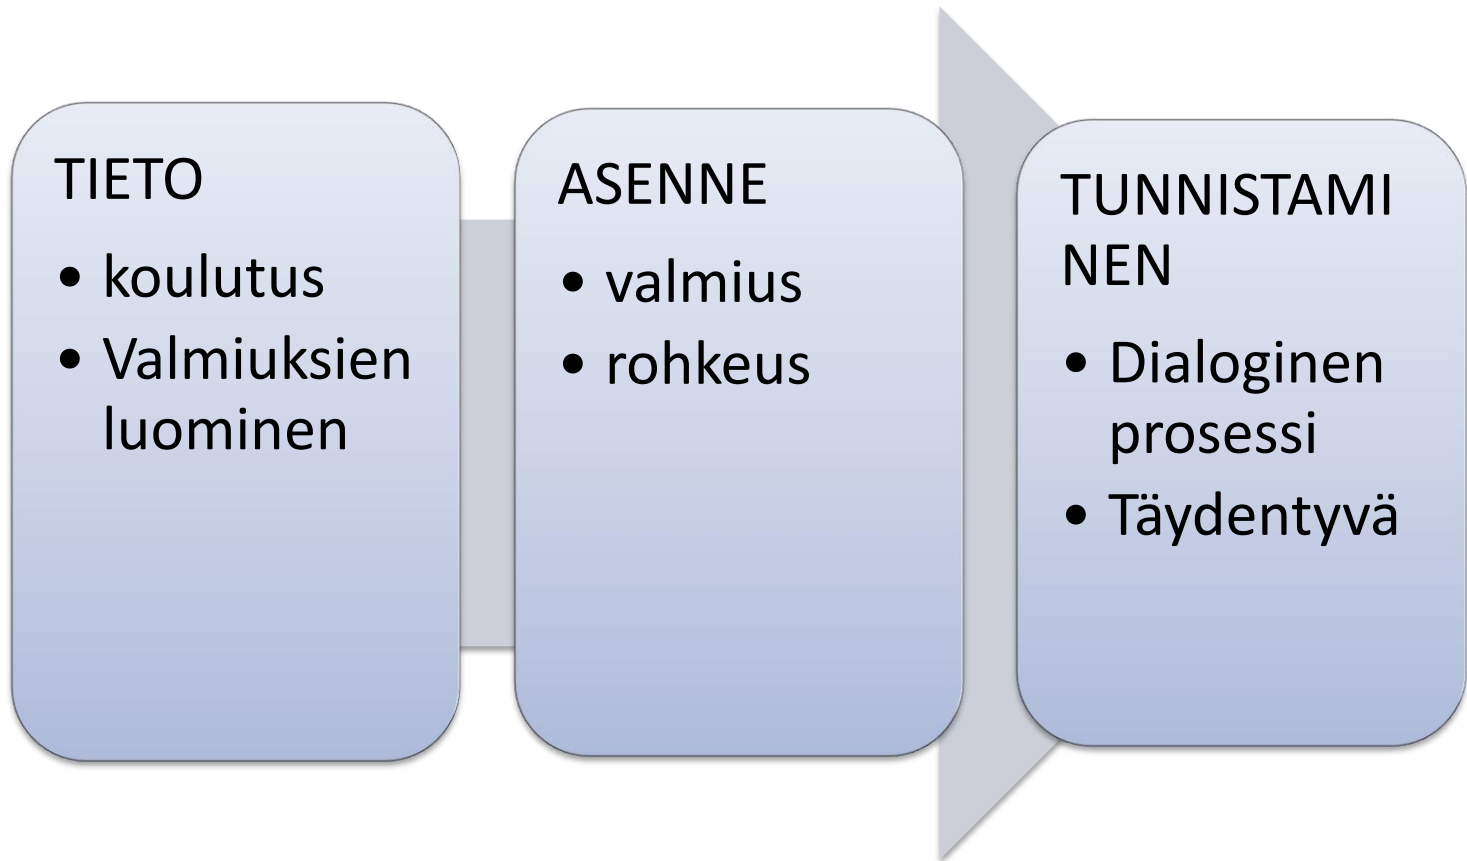 TIETO
• koulutus
• Valmiuksien
luominen
ASENNE
• valmius
• rohkeus
TUNNISTAMI
NEN
• Dialoginen
prosessi
• Täydentyvä